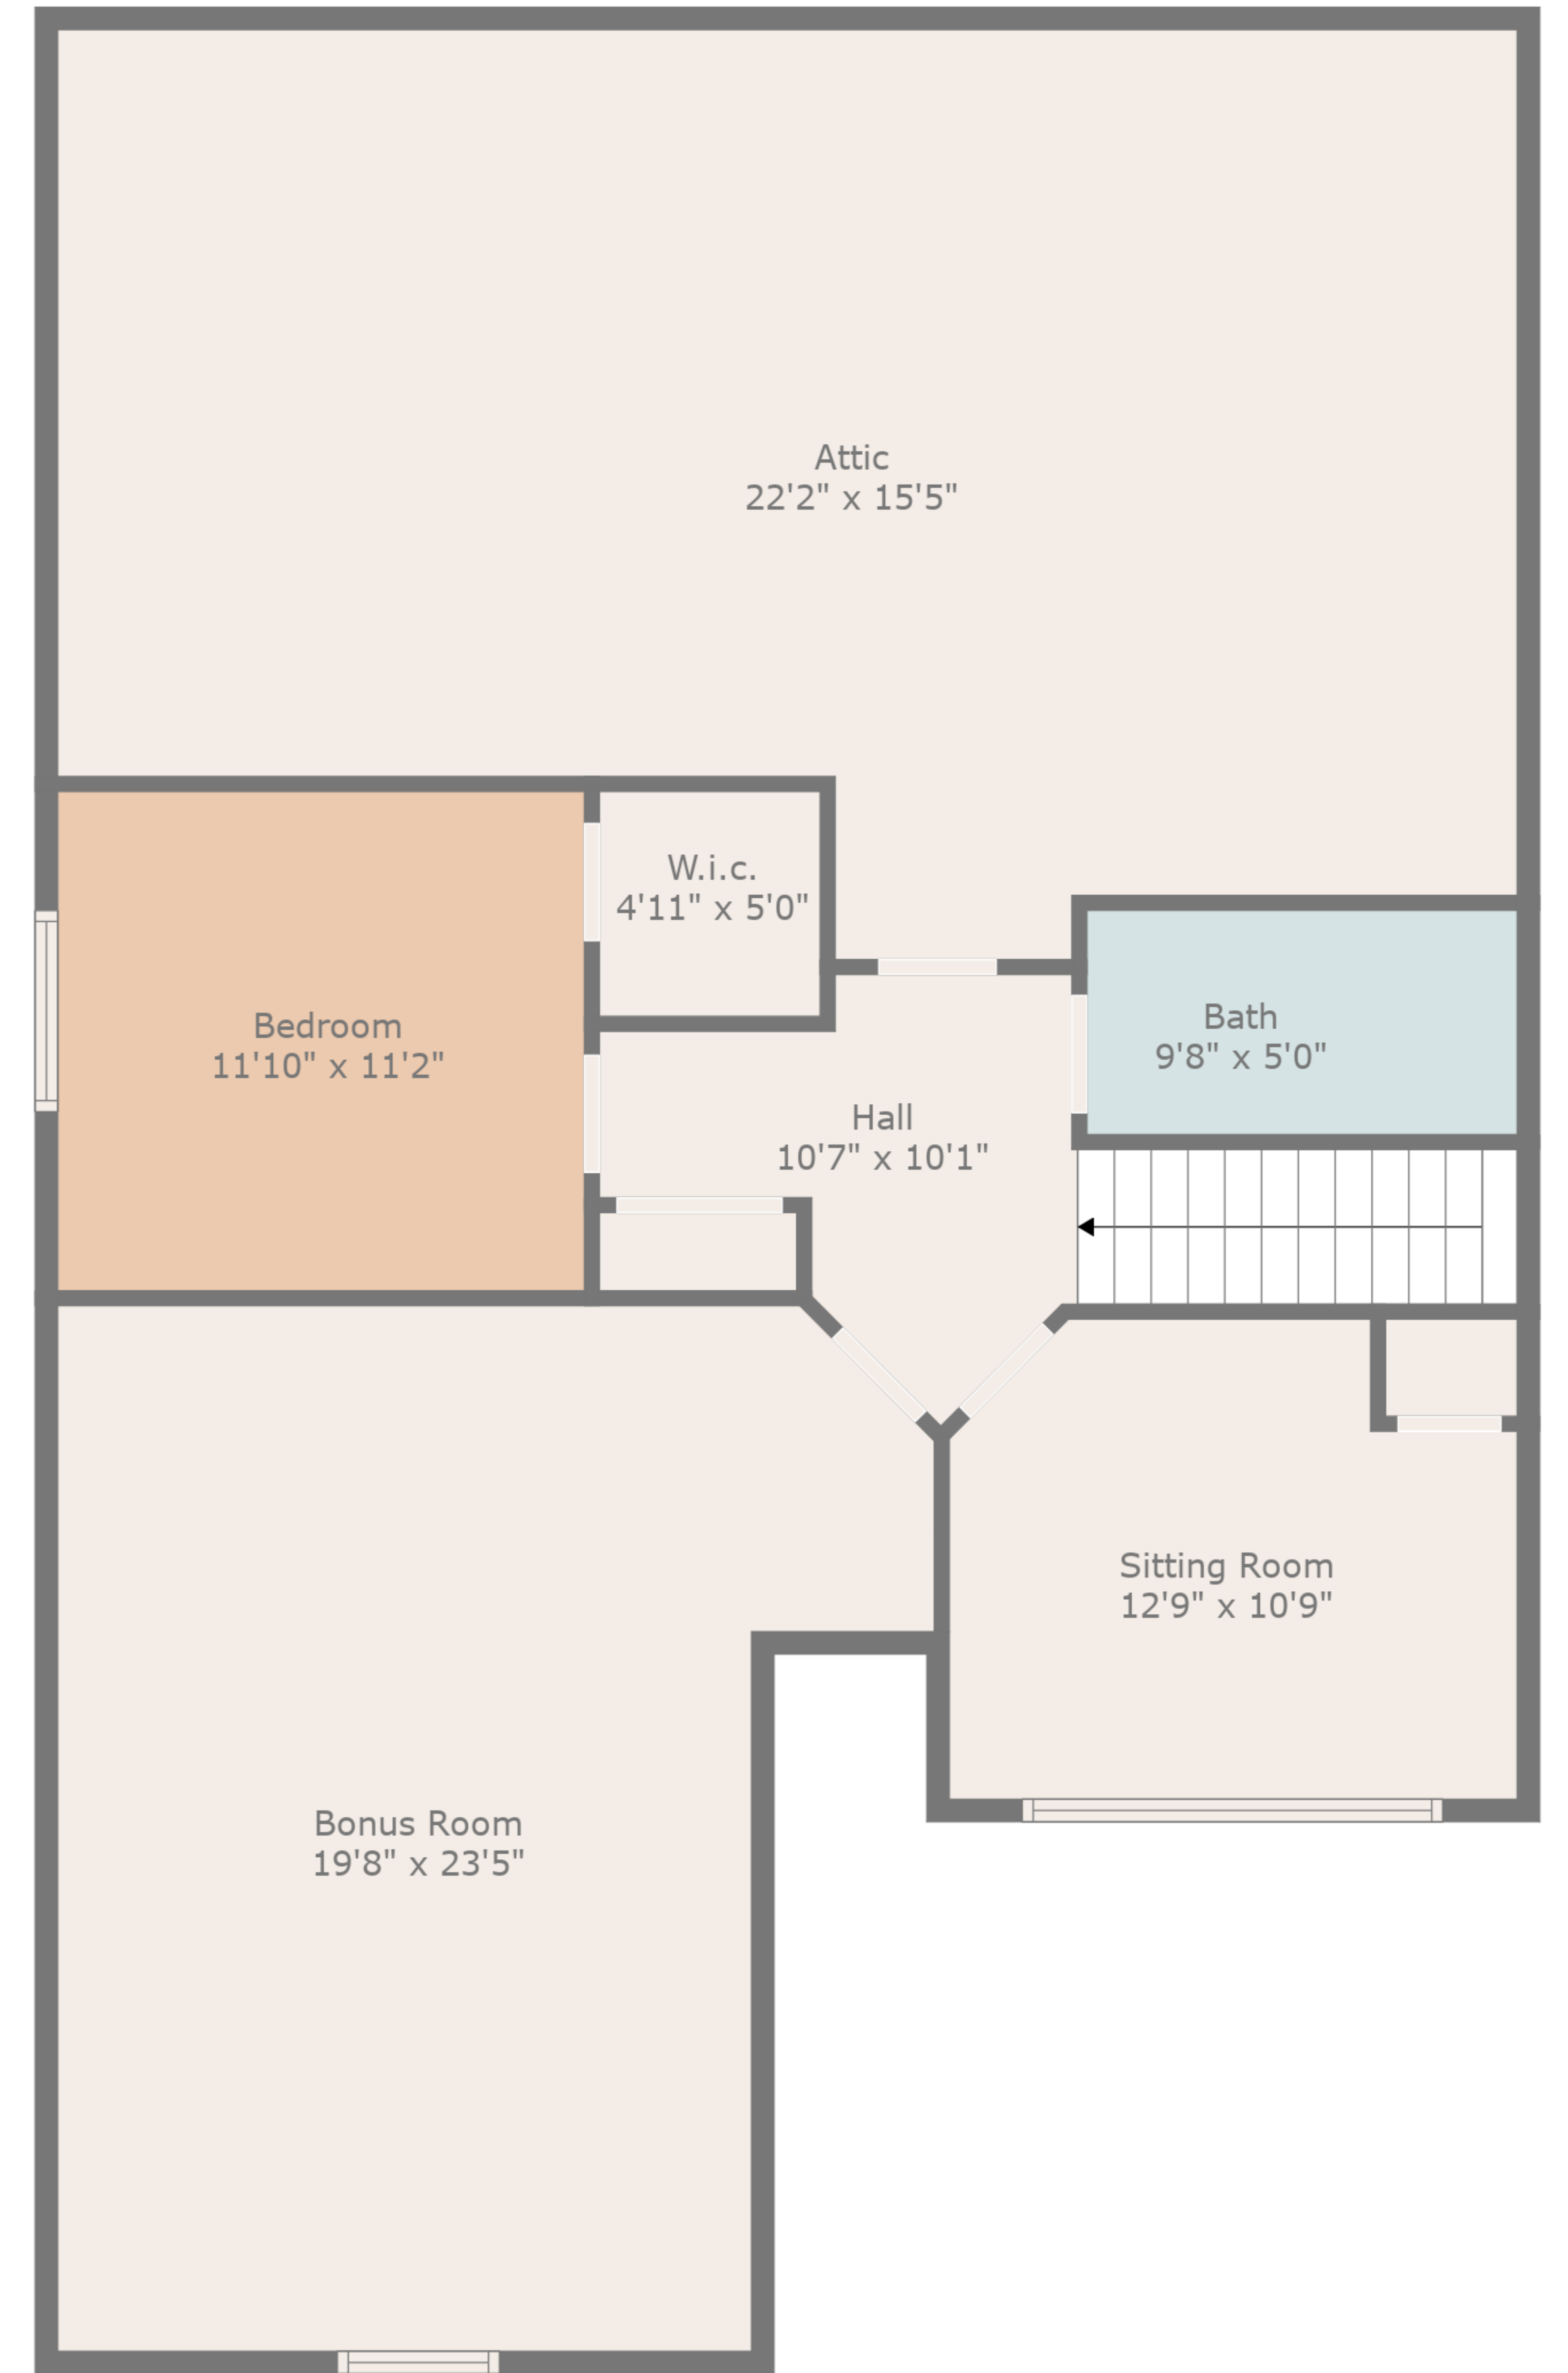 Attic
22'2" x 15'5"
W.i.c.
4'11" x 5'0"
Bedroom
11'10" x 11'2"
Bath
9'8" x 5'0"
Hall
10'7" x 10'1"
Sitting Room
12'9" x 10'9"
Bonus Room
19'8" x 23'5"